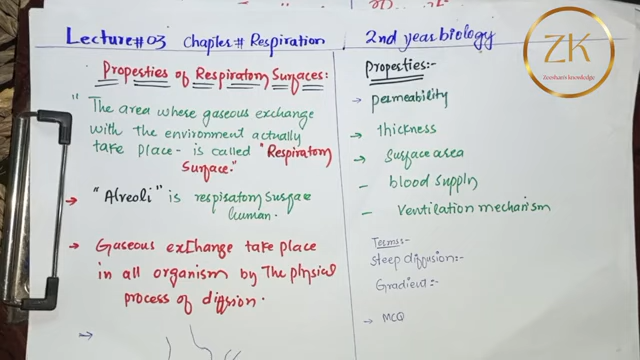 Lecture#03 Chapter# Respiration 2nd year biology
ZK
Zeeshan's knowledge
Properties of Respiratory Surfaces:
"The area where gaseous exchange
with the environment actually
take place - is called "Respiratory
Surface."
→ "Alveoli" is respiratory surface
human.
→ Gaseous exchange take place
in all organism by The physical
process of diffsion.
→
Properties:-
→ permeability
→ thickness
→ Surface area
– blood supply
– Ventilation mechanism
Terms:-
Steep diffusion:-
Gradient:-
→ MCQ